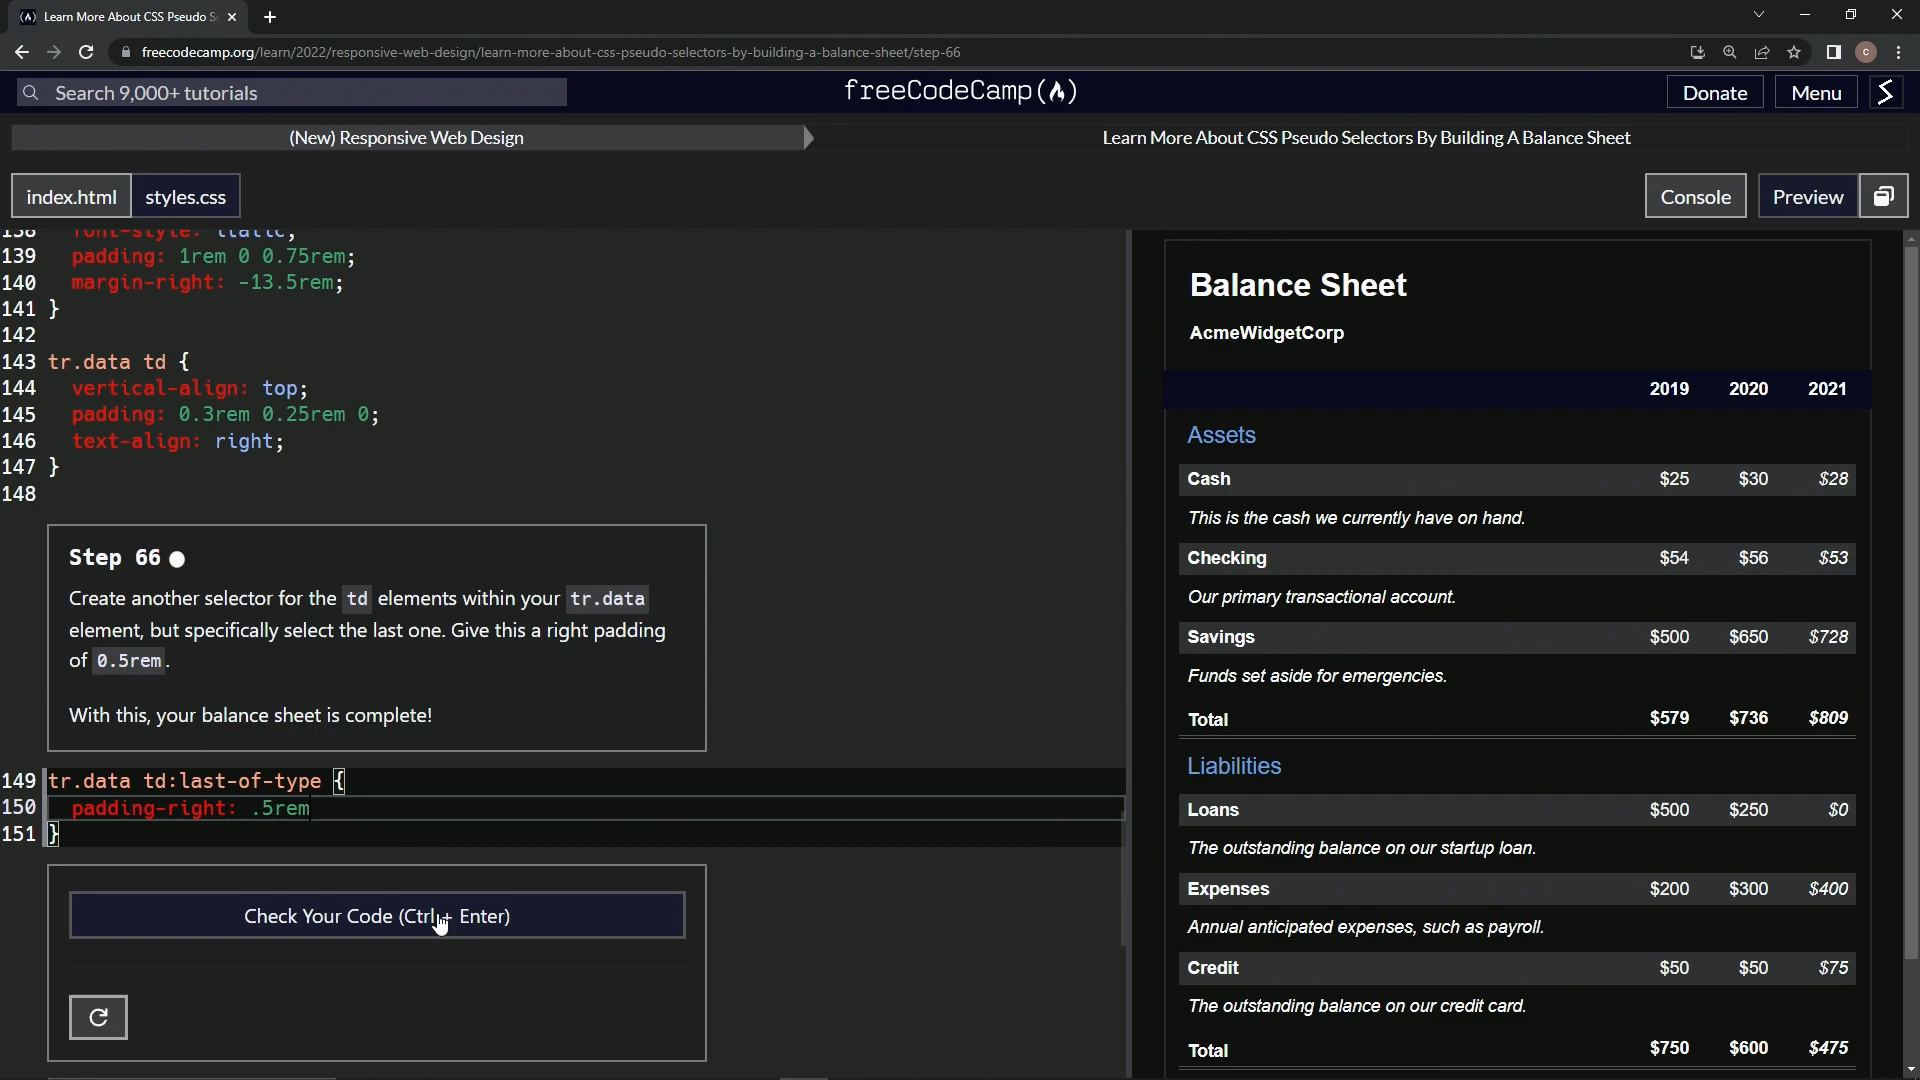 Learn More About CSS Pseudo S
freecodecamp.org/learn/2022/responsive-web-design/learn-more-about-css-pseudo-selectors-by-building-a-balance-sheet/step-66
C
Search 9,000+ tutorials
freeCodeCamp
Donate
Menu
(New) Responsive Web Design
Learn More About CSS Pseudo Selectors By Building A Balance Sheet
index.html
styles.css
Console
Preview
138 font-style: italic;
139 padding: 1rem 0 0.75rem;
140 margin-right: -13.5rem;
141 }
142
143 tr.data td {
144 vertical-align: top;
145 padding: 0.3rem 0.25rem 0;
146 text-align: right;
147 }
148
Step 66
Create another selector for the td elements within your tr.data
element, but specifically select the last one. Give this a right padding
of 0.5rem.
With this, your balance sheet is complete!
149 tr.data td:last-of-type {
150 padding-right: .5rem
151 }
Check Your Code (Ctrl + Enter)
Balance Sheet
AcmeWidgetCorp
2019 2020 2021
Assets
Cash $25 $30 $28
This is the cash we currently have on hand.
Checking $54 $56 $53
Our primary transactional account.
Savings $500 $650 $728
Funds set aside for emergencies.
Total $579 $736 $809
Liabilities
Loans $500 $250 $0
The outstanding balance on our startup loan.
Expenses $200 $300 $400
Annual anticipated expenses, such as payroll.
Credit $50 $50 $75
The outstanding balance on our credit card.
Total $750 $600 $475